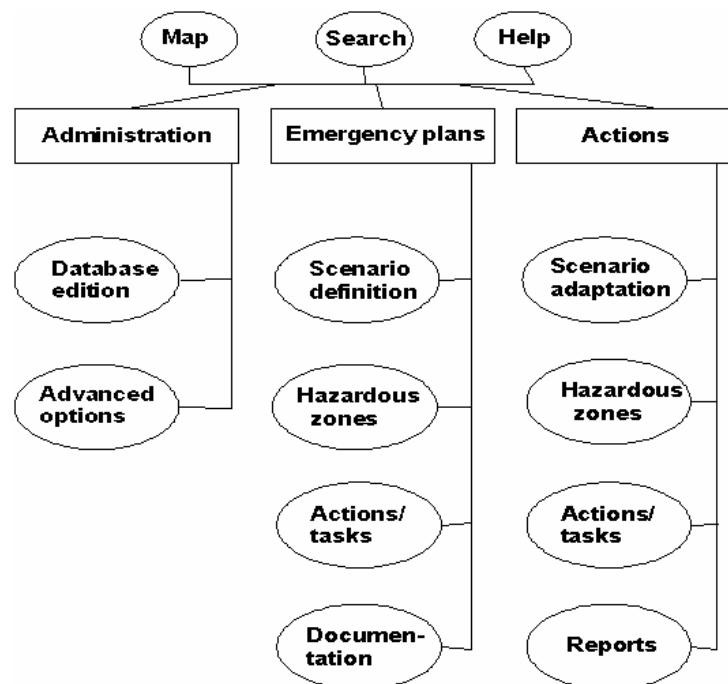 Map
Search
Help
Administration
Emergency plans
Actions
Database
edition
Scenario
definition
Scenario
adaptation
Advanced
options
Hazardous
zones
Hazardous
zones
Actions/
tasks
Actions/
tasks
Documen-
tation
Reports